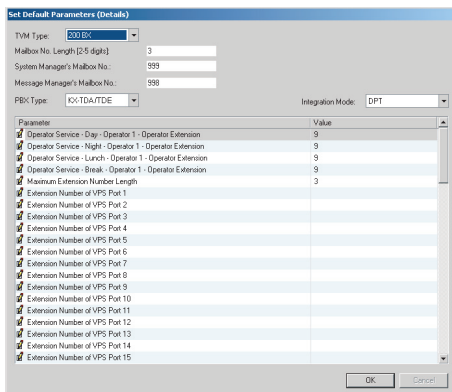 Set Default Parameters (Details)
TVM Type: 200 BX
Mailbox No. Length [2-5 digits]: 3
System Manager's Mailbox No.: 999
Message Manager's Mailbox No.: 998
PBX Type: KX-TDA/TDE Integration Mode: DPT
Parameter Value
Operator Service - Day - Operator 1 - Operator Extension 9
Operator Service - Night - Operator 1 - Operator Extension 9
Operator Service - Lunch - Operator 1 - Operator Extension 9
Operator Service - Break - Operator 1 - Operator Extension 9
Maximum Extension Number Length 3
Extension Number of VPS Port 1
Extension Number of VPS Port 2
Extension Number of VPS Port 3
Extension Number of VPS Port 4
Extension Number of VPS Port 5
Extension Number of VPS Port 6
Extension Number of VPS Port 7
Extension Number of VPS Port 8
Extension Number of VPS Port 9
Extension Number of VPS Port 10
Extension Number of VPS Port 11
Extension Number of VPS Port 12
Extension Number of VPS Port 13
Extension Number of VPS Port 14
Extension Number of VPS Port 15
OK Cancel